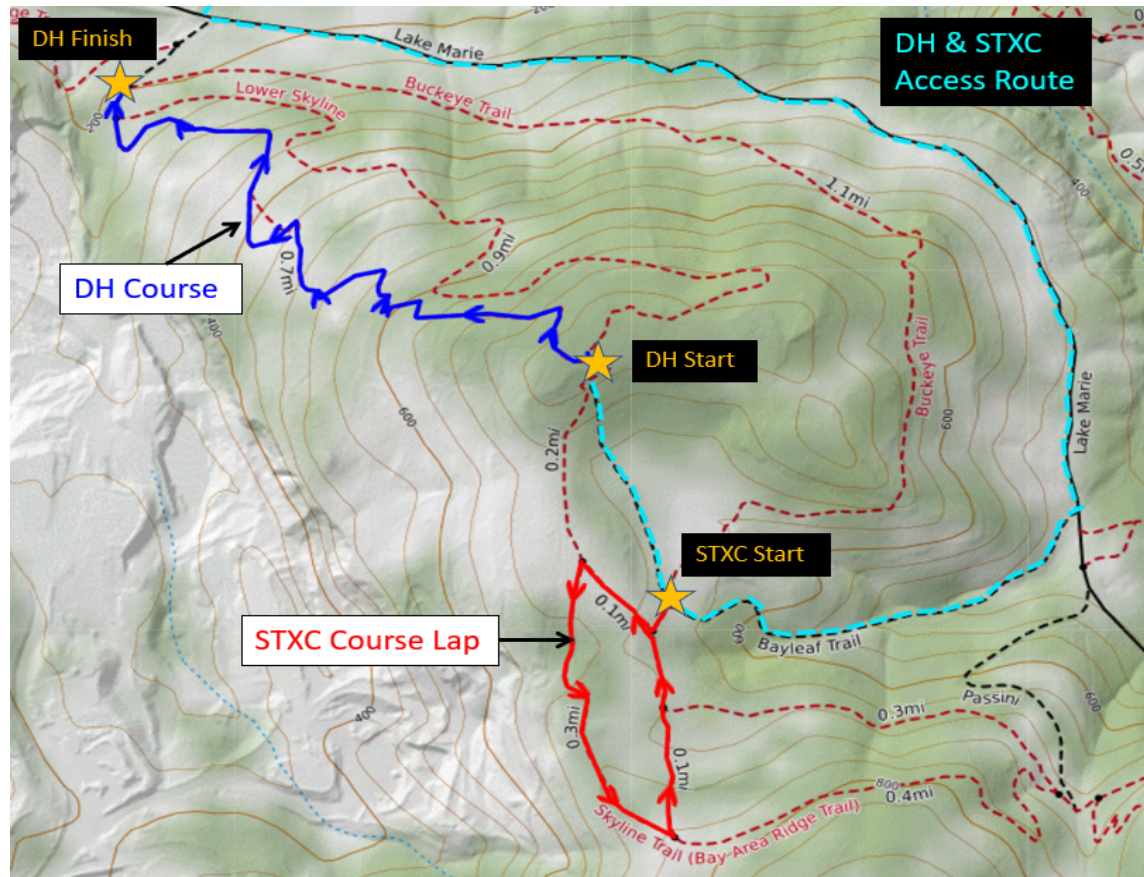 DH Finish
DH & STXC
Access Route
Lake Marie
Buckeye Trail
Lower Skyline
200
400
0.5
1.1mi
0.9mi
DH Course
0.7mi
400
DH Start
Buckeye Trail
600
Lake Marie
600
0.2mi
STXC Start
0.1mi
STXC Course Lap
Bayleaf Trail
Passini
600
0.3mi
400
0.3mi
0.1mi
800
0.4mi
Skyline Trail (Bay Area Ridge Trail)